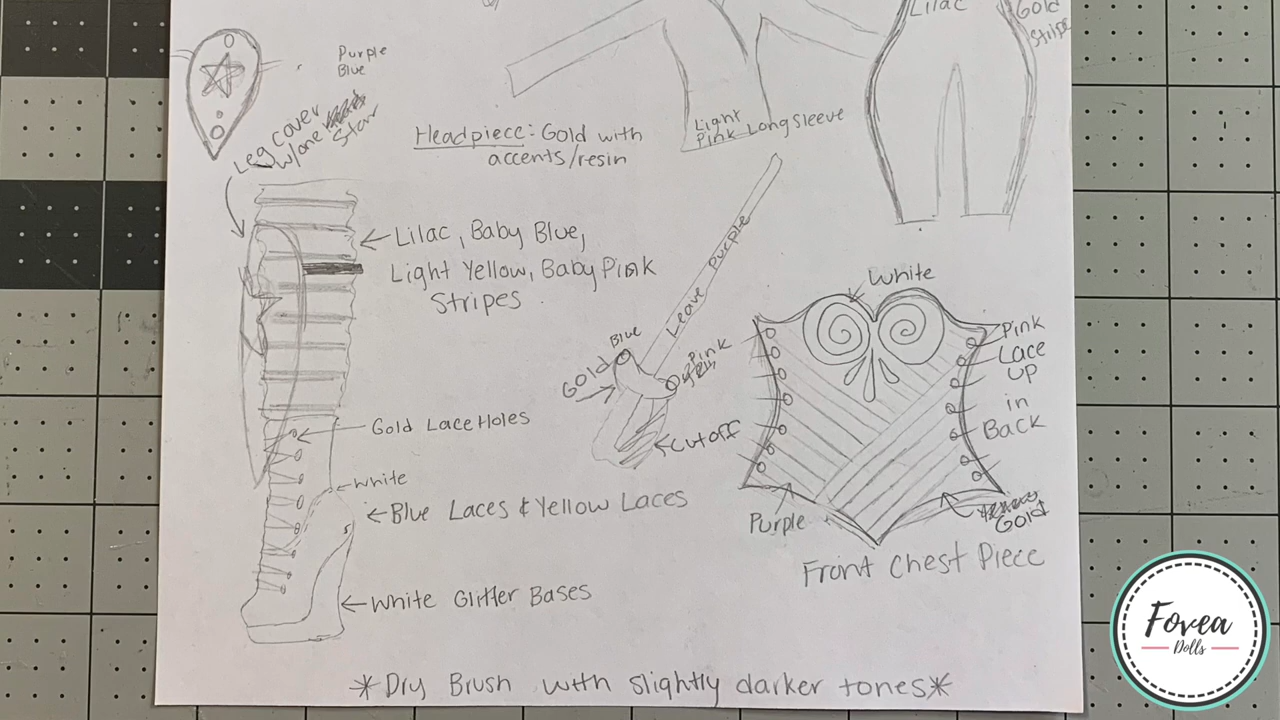 Lilac
Gold
Stripe
Purple
Blue
Leg Cover
w/one
Star
Headpiece: Gold with
accents/resin
Light
Pink Long Sleeve
Lilac, Baby Blue,
Light Yellow, Baby Pink
Stripes
Leave Purple
Blue
Gold
Pink
Cutoff
White
Pink
Lace
up
in
Back
Gold Lace Holes
White
Blue Laces & Yellow Laces
Purple
Gold
Front Chest Piece
White Glitter Bases
*Dry Brush with slightly darker tones*
Fovea
Dolls